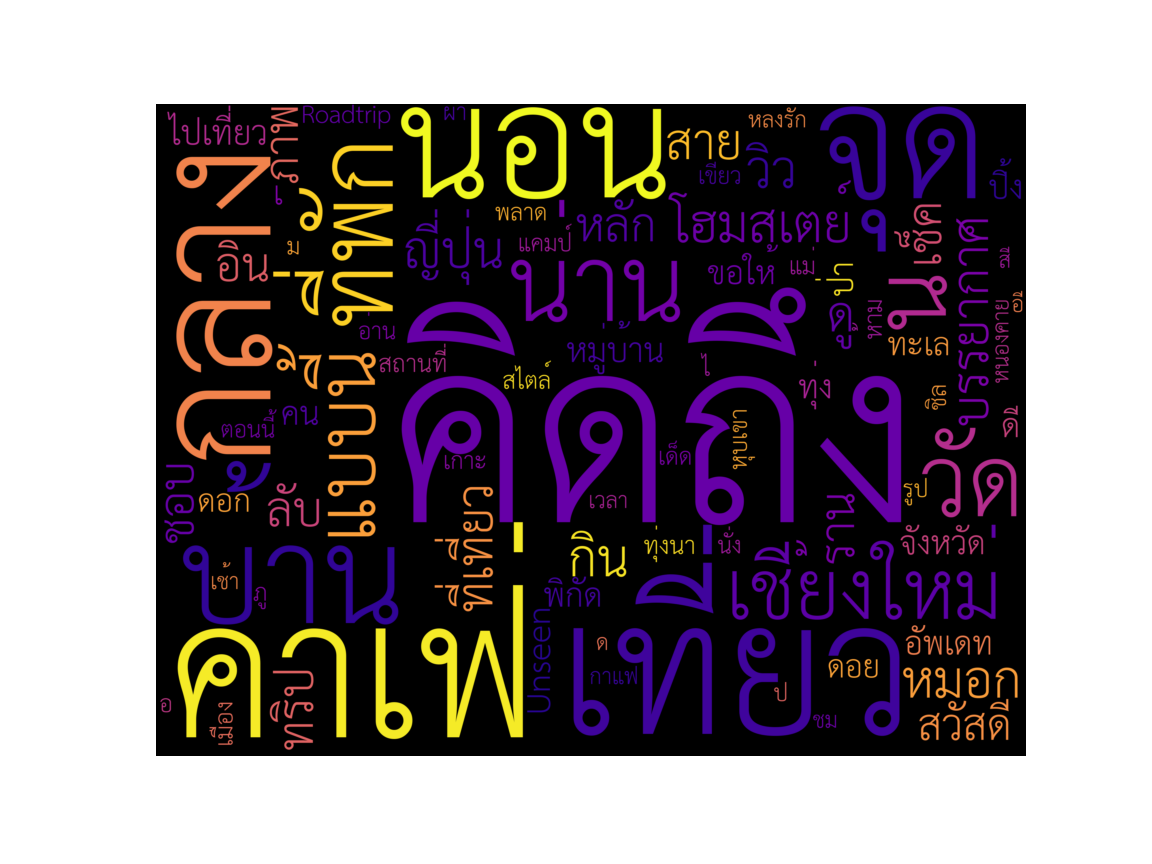 ไปเที่ยว
ภาพ
Roadtrip
ผา
นอน
สาย
หลงรัก
จุด
เขียว
วิว
ปิ้ง
กลาง
ที่พัก
พลาด
หลัก
โฮมสเตย
เช็ค
อิน
ม
ญี่ปุ่น
แคมป์
น่าน
ขอให้
แม่
ป่า
น
บรรยากาศ
อ่าน
สถานที่
หมู่บ้าน
ดู
ห้าม
ทะเล
หนองคาย
นี้
แบบ
สไตล์
ไ
ทุ่ง
คิดถึง
ตอนนี้
คน
เกาะ
เวลา
เด็ด
หุบเขา
ดี
วัด
ชอบ
ดอก
ลับ
รูป
ที่เที่ยว
กิน
ทุ่งนา
นั่ง
ร้าน
จังหวัด
บ้าน
เช้า
ภู
พิกัด
เชียงใหม่
คาเฟ่
Unseen
เที่ยว
กาแฟ
ด
ป
ชม
ดอย
อัพเดท
หมอก
อ
เมือง
ทริป
สวัสดี